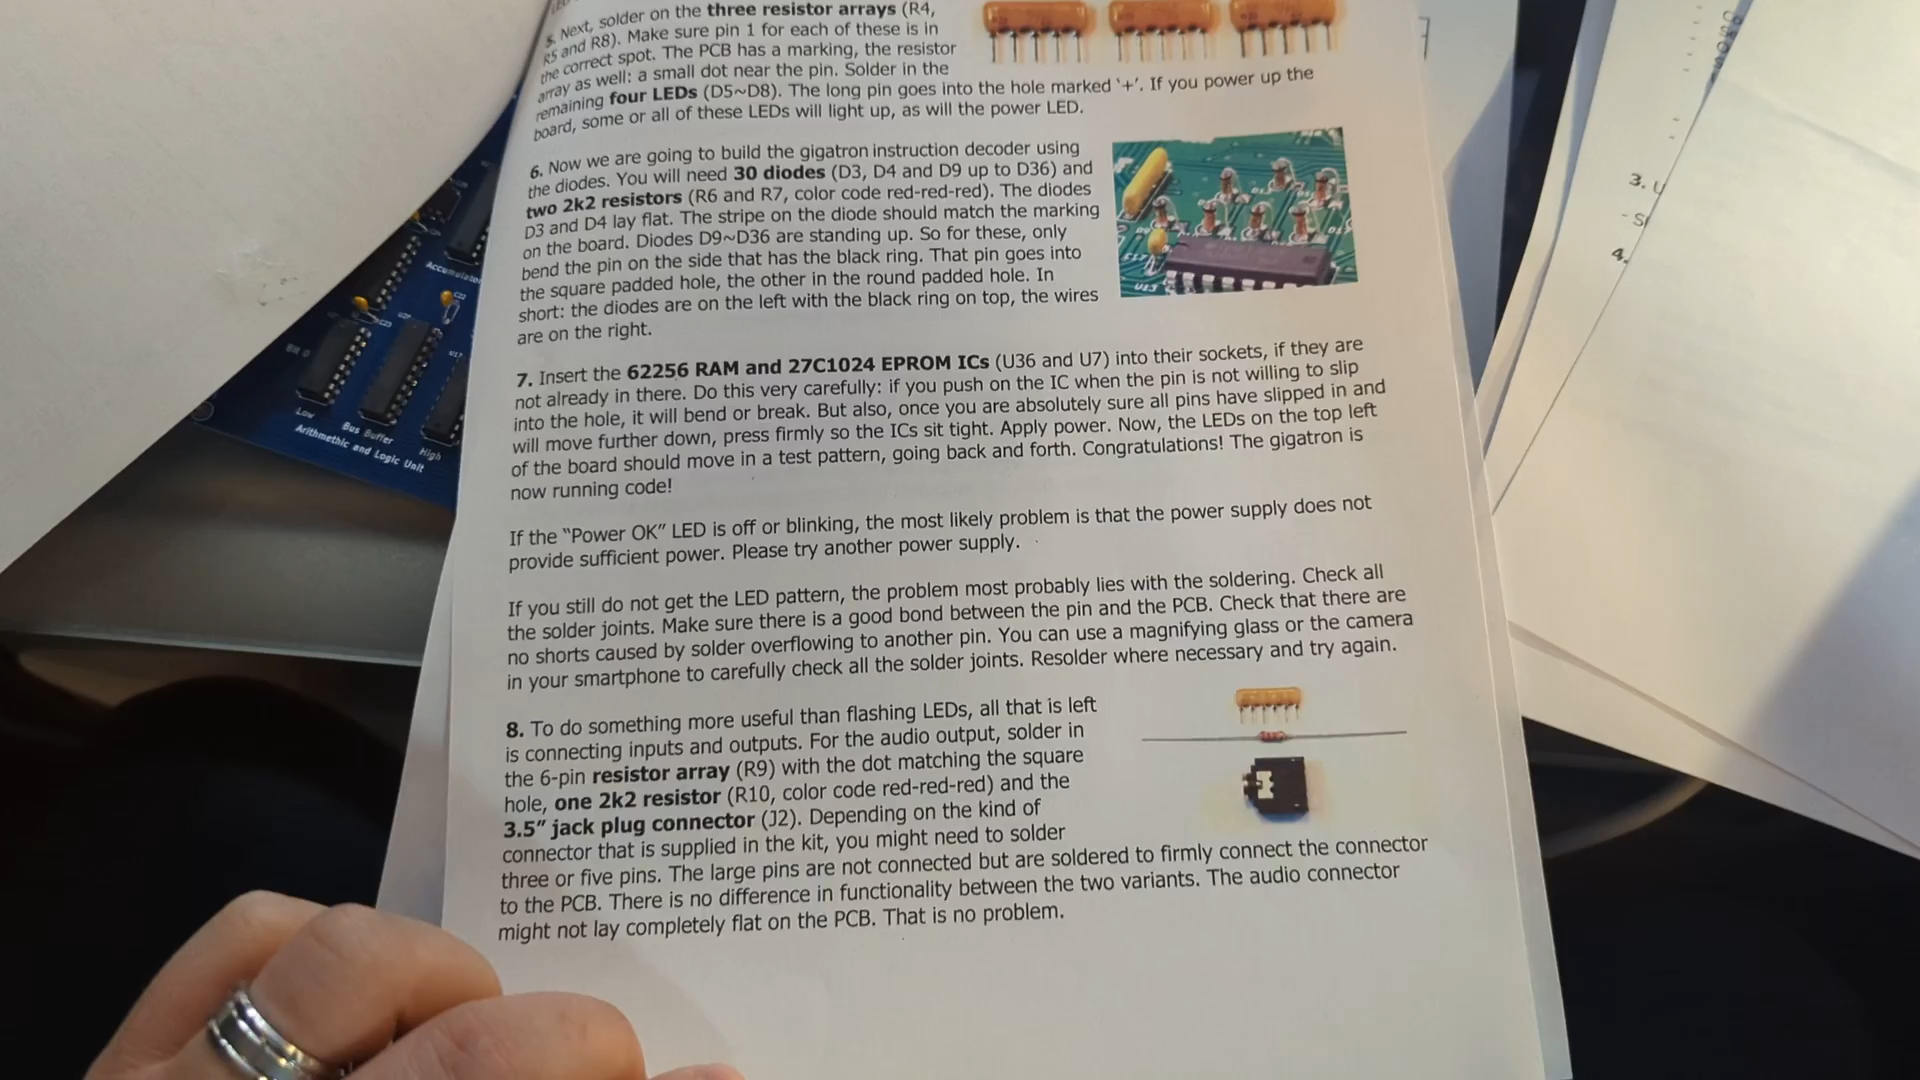 5. Next, solder on the three resistor arrays (R4,
R5 and R8). Make sure pin 1 for each of these is in
the correct spot. The PCB has a marking, the resistor
array as well: a small dot near the pin. Solder in the
remaining four LEDs (D5~D8). The long pin goes into the hole marked ‘+’. If you power up the
board, some or all of these LEDs will light up, as will the power LED.
6. Now we are going to build the gigatron instruction decoder using
the diodes. You will need 30 diodes (D3, D4 and D9 up to D36) and
two 2k2 resistors (R6 and R7, color code red-red-red). The diodes
D3 and D4 lay flat. The stripe on the diode should match the marking
on the board. Diodes D9~D36 are standing up. So for these, only
bend the pin on the side that has the black ring. That pin goes into
the square padded hole, the other in the round padded hole. In
short: the diodes are on the left with the black ring on top, the wires
are on the right.
7. Insert the 62256 RAM and 27C1024 EPROM ICs (U36 and U7) into their sockets, if they are
not already in there. Do this very carefully: if you push on the IC when the pin is not willing to slip
into the hole, it will bend or break. But also, once you are absolutely sure all pins have slipped in and
will move further down, press firmly so the ICs sit tight. Apply power. Now, the LEDs on the top left
of the board should move in a test pattern, going back and forth. Congratulations! The gigatron is
now running code!
If the “Power OK” LED is off or blinking, the most likely problem is that the power supply does not
provide sufficient power. Please try another power supply.
If you still do not get the LED pattern, the problem most probably lies with the soldering. Check all
the solder joints. Make sure there is a good bond between the pin and the PCB. Check that there are
no shorts caused by solder overflowing to another pin. You can use a magnifying glass or the camera
in your smartphone to carefully check all the solder joints. Resolder where necessary and try again.
8. To do something more useful than flashing LEDs, all that is left
is connecting inputs and outputs. For the audio output, solder in
the 6-pin resistor array (R9) with the dot matching the square
hole, one 2k2 resistor (R10, color code red-red-red) and the
3.5” jack plug connector (J2). Depending on the kind of
connector that is supplied in the kit, you might need to solder
three or five pins. The large pins are not connected but are soldered to firmly connect the connector
to the PCB. There is no difference in functionality between the two variants. The audio connector
might not lay completely flat on the PCB. That is no problem.
Accumulator
C22
C23
U17
Bit 0
Low
Bus Buffer
High
Arithmethic and Logic Unit
C17
U13
3. U
- S
4.